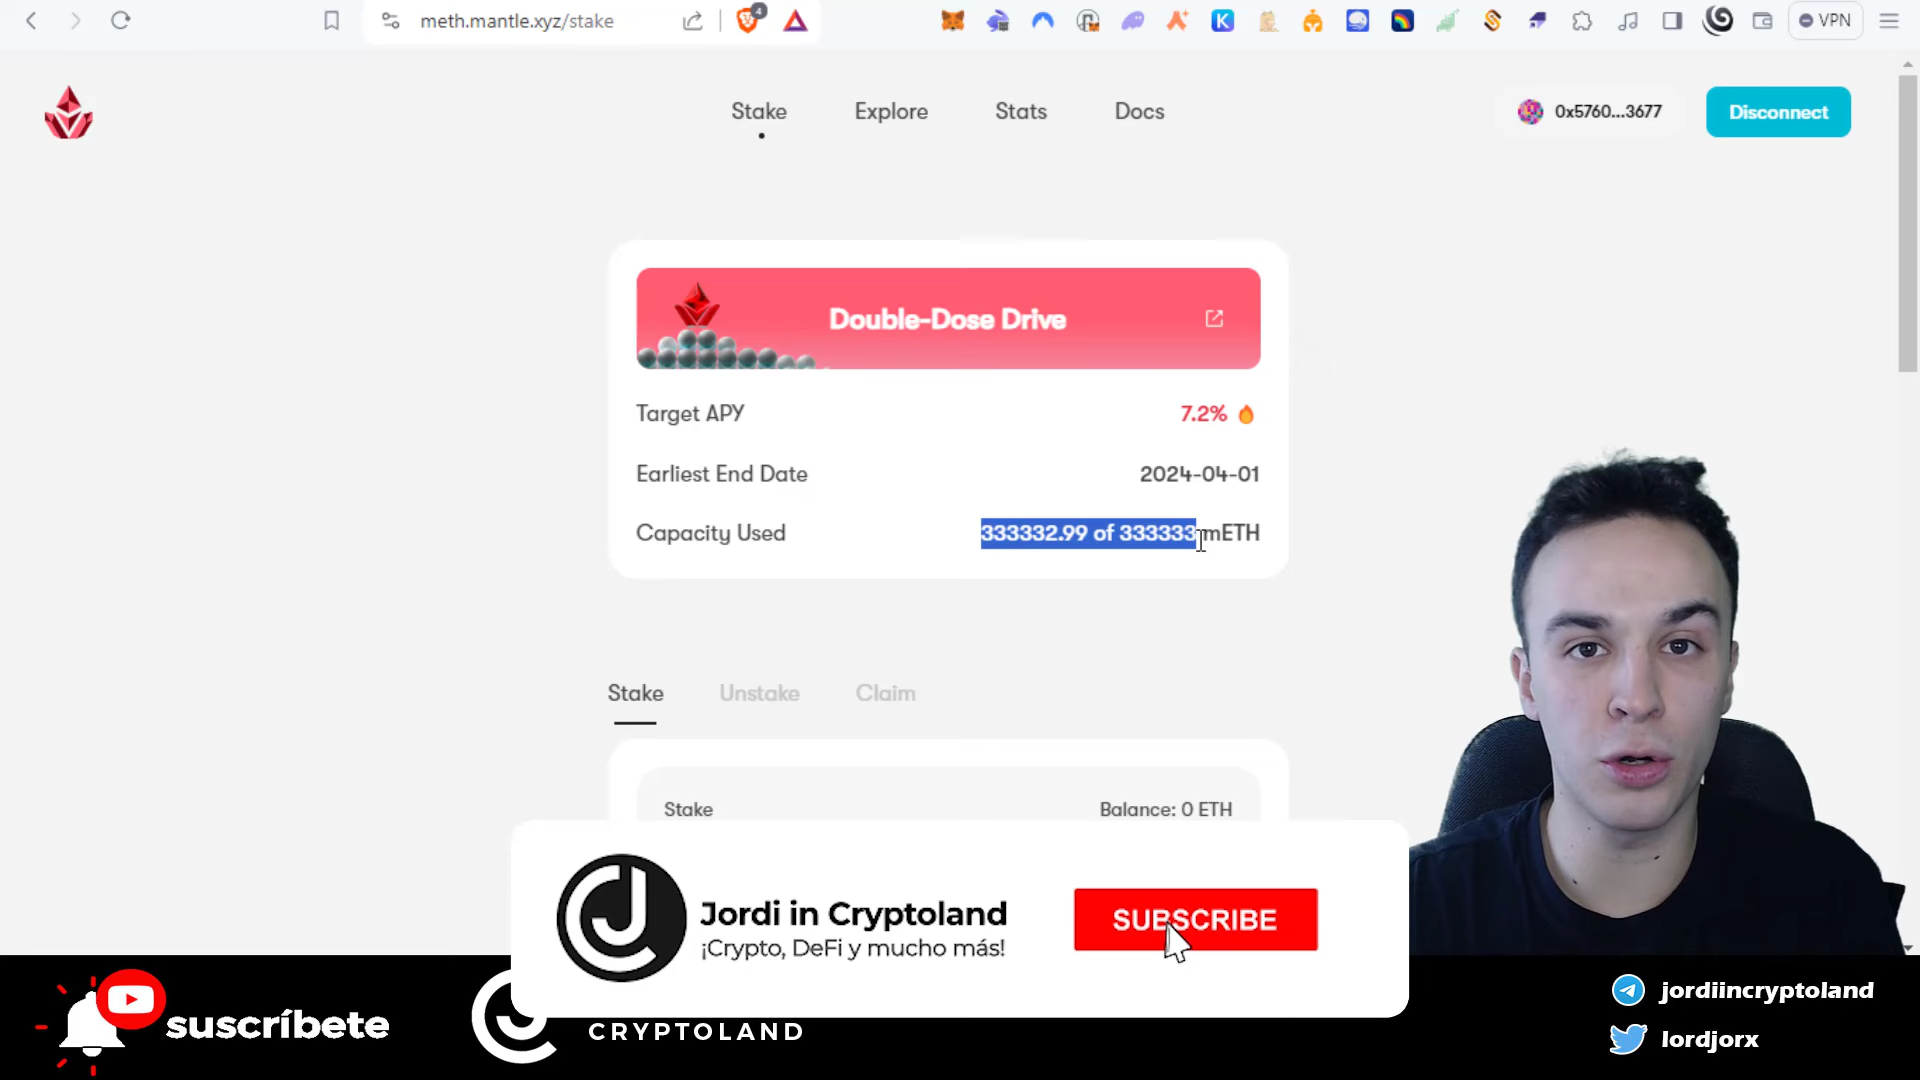 meth.mantle.xyz/stake
4
VPN
Stake
Explore
Stats
Docs
0x5760...3677
Disconnect
Double-Dose Drive
Target APY
7.2%
Earliest End Date
2024-04-01
Capacity Used
333332.99 of 333333 mETH
Stake
Unstake
Claim
Stake
Balance: 0 ETH
Jordi in Cryptoland
¡Crypto, DeFi y mucho más!
SUBSCRIBE
suscríbete
CRYPTOLAND
jordiincryptoland
lordjorx